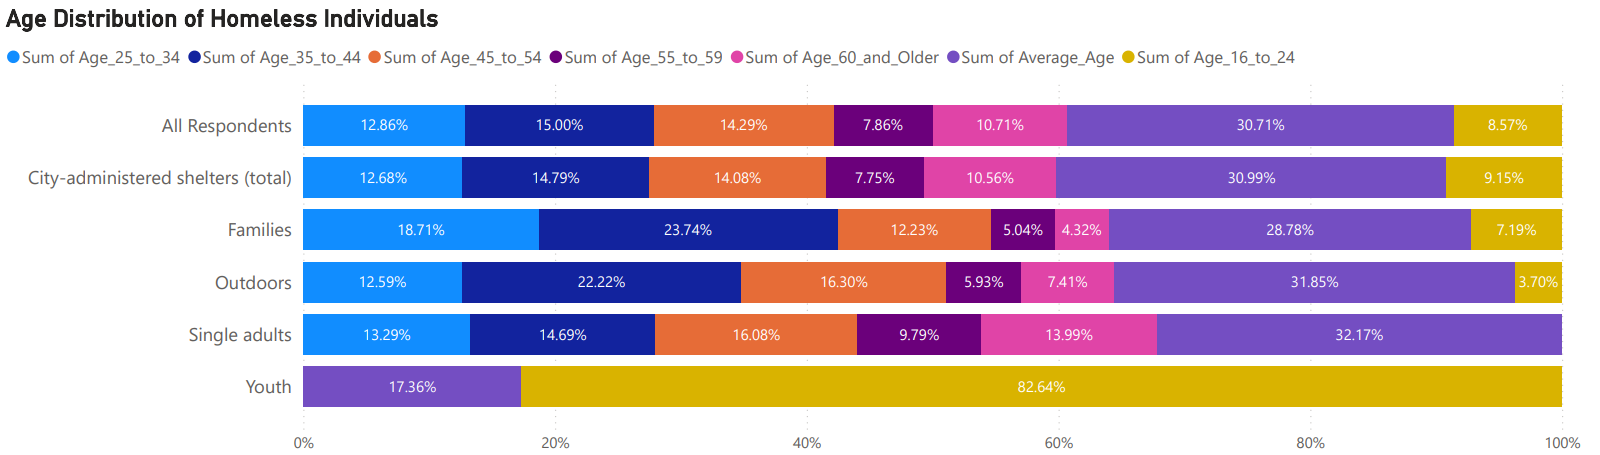 Age Distribution of Homeless Individuals
Sum of Age_25_to_34 Sum of Age_35_to_44 Sum of Age_45_to_54 Sum of Age_55_to_59 Sum of Age_60_and_Older Sum of Average_Age Sum of Age_16_to_24
All Respondents 12.86% 15.00% 14.29% 7.86% 10.71% 30.71% 8.57%
City-administered shelters (total) 12.68% 14.79% 14.08% 7.75% 10.56% 30.99% 9.15%
Families 18.71% 23.74% 12.23% 5.04% 4.32% 28.78% 7.19%
Outdoors 12.59% 22.22% 16.30% 5.93% 7.41% 31.85% 3.70%
Single adults 13.29% 14.69% 16.08% 9.79% 13.99% 32.17%
Youth 17.36% 82.64%
0% 20% 40% 60% 80% 100%